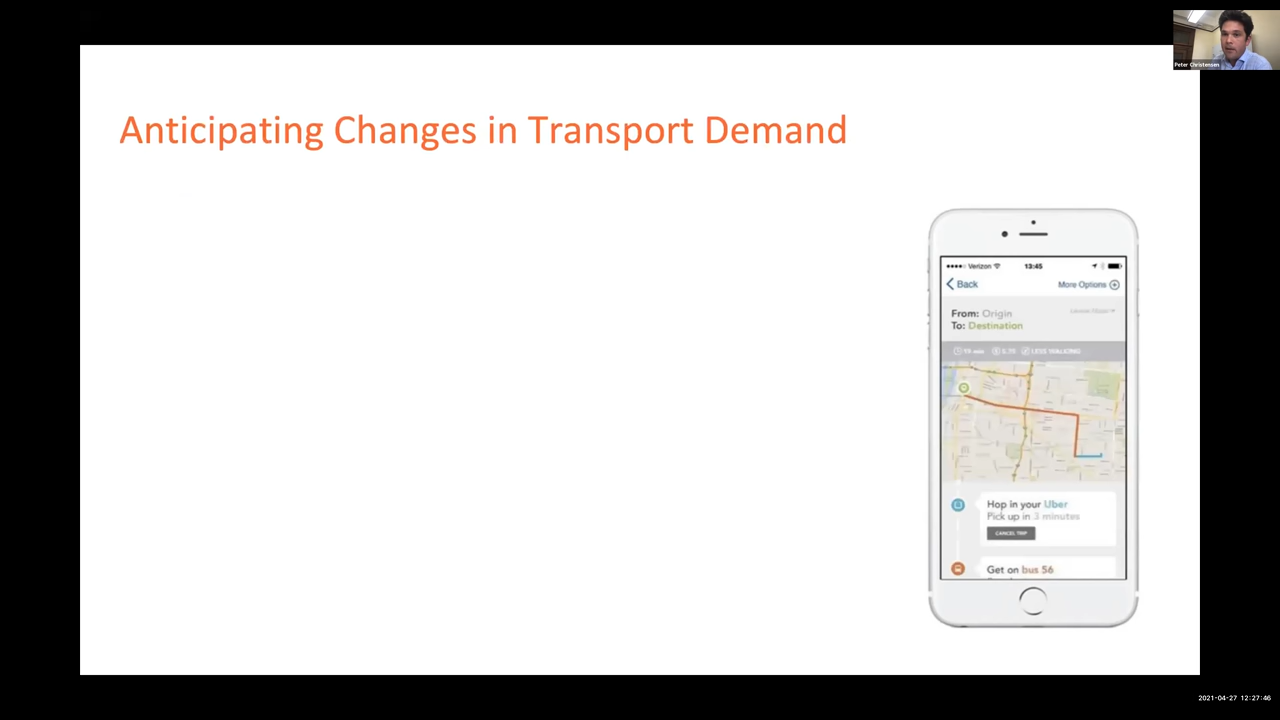 Peter Christensen
Anticipating Changes in Transport Demand
Verizon
13:45
Back
More Options
From: Origin
To: Destination
LESS WALKING
Hop in your Uber
Pick up in 3 minutes
CANCEL TRIP
Get on bus 56
2021-04-27 12:27:46